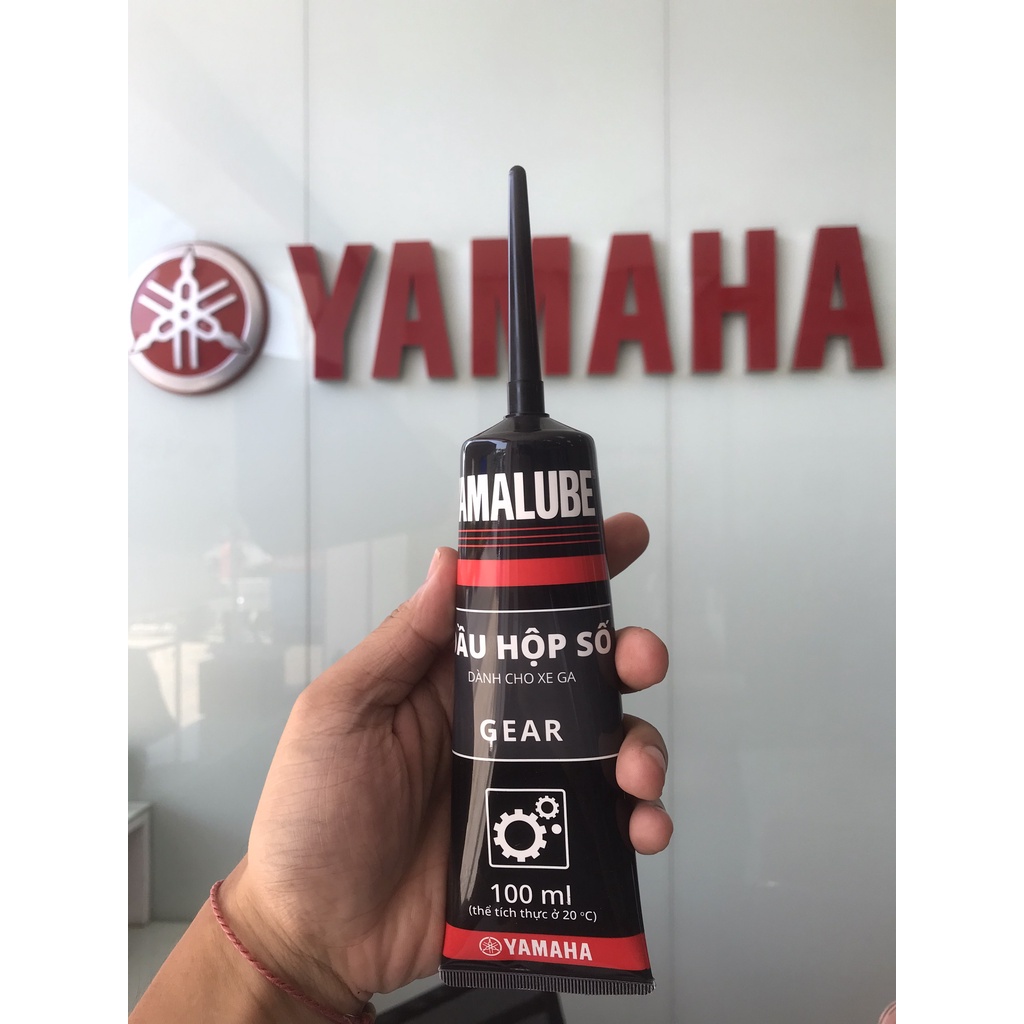 YAMAHA
AMALUBE
ẦU HỘP SỐ
DÀNH CHO XE GA
GEAR
100 ml
(thể tích thực ở 20 °C)
YAMAHA